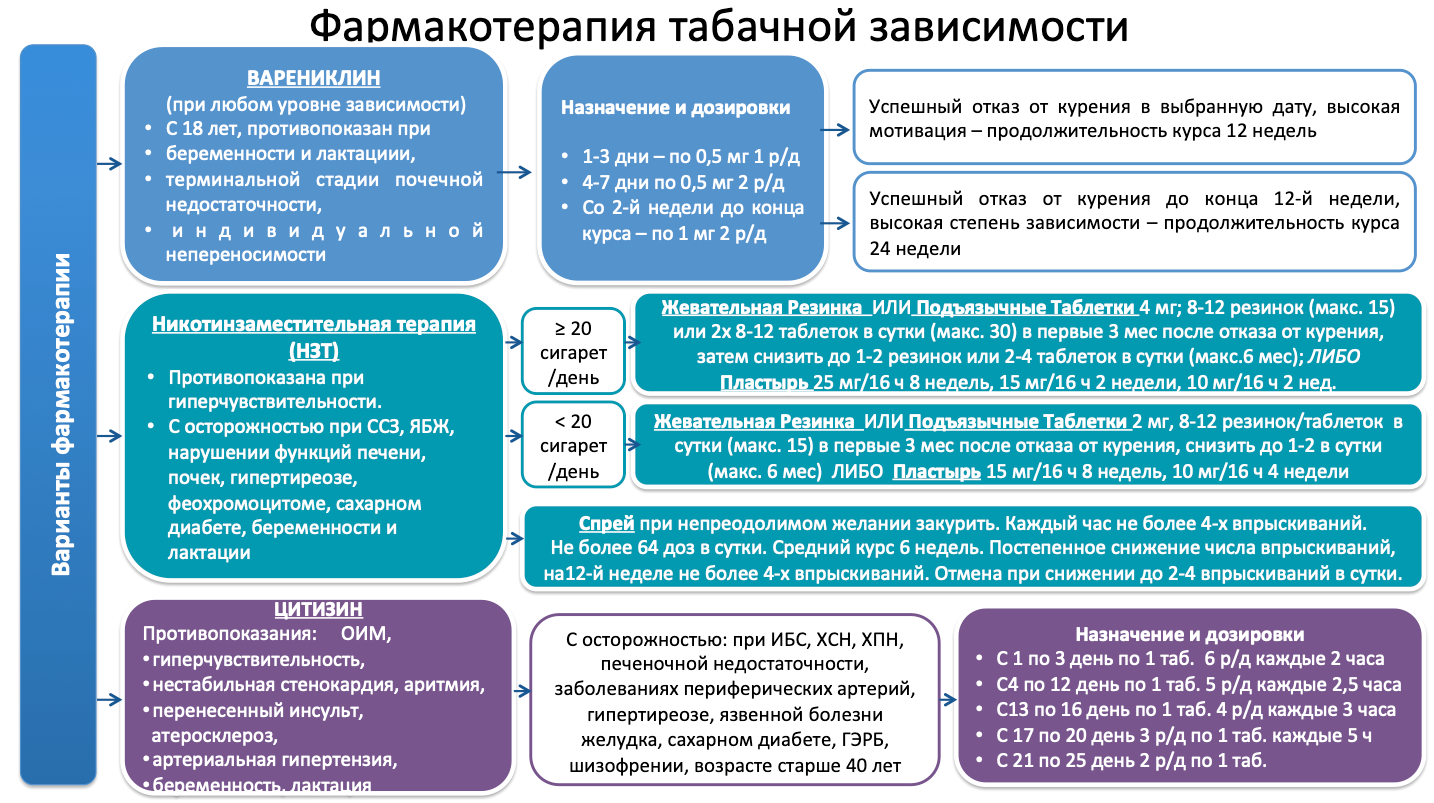 Фармакотерапия табачной зависимости
Варианты фармакотерапии
ВАРЕНИКЛИН
(при любом уровне зависимости)
• С 18 лет, противопоказан при
• беременности и лактациии,
• терминальной стадии почечной
недостаточности,
• индивидуальной
непереносимости
Назначение и дозировки
• 1-3 дни – по 0,5 мг 1 р/д
• 4-7 дни по 0,5 мг 2 р/д
• Со 2-й недели до конца
курса – по 1 мг 2 р/д
Успешный отказ от курения в выбранную дату, высокая
мотивация – продолжительность курса 12 недель
Успешный отказ от курения до конца 12-й недели,
высокая степень зависимости – продолжительность курса
24 недели
Никотинзаместительная терапия
(НЗТ)
• Противопоказана при
гиперчувствительности.
• С осторожностью при ССЗ, ЯБЖ,
нарушении функций печени,
почек, гипертиреозе,
феохромоцитоме, сахарном
диабете, беременности и
лактации
≥ 20
сигарет
/день
Жевательная Резинка ИЛИ Подъязычные Таблетки 4 мг; 8-12 резинок (макс. 15)
или 2х 8-12 таблеток в сутки (макс. 30) в первые 3 мес после отказа от курения,
затем снизить до 1-2 резинок или 2-4 таблеток в сутки (макс.6 мес); ЛИБО
Пластырь 25 мг/16 ч 8 недель, 15 мг/16 ч 2 недели, 10 мг/16 ч 2 нед.
< 20
сигарет
/день
Жевательная Резинка ИЛИ Подъязычные Таблетки 2 мг, 8-12 резинок/таблеток в
сутки (макс. 15) в первые 3 мес после отказа от курения, снизить до 1-2 в сутки
(макс. 6 мес) ЛИБО Пластырь 15 мг/16 ч 8 недель, 10 мг/16 ч 4 недели
Спрей при непреодолимом желании закурить. Каждый час не более 4-х впрыскиваний.
Не более 64 доз в сутки. Средний курс 6 недель. Постепенное снижение числа впрыскиваний,
на12-й неделе не более 4-х впрыскиваний. Отмена при снижении до 2-4 впрыскиваний в сутки.
ЦИТИЗИН
Противопоказания: ОИМ,
•гиперчувствительность,
•нестабильная стенокардия, аритмия,
•перенесенный инсульт,
атеросклероз,
•артериальная гипертензия,
•беременность, лактация
С осторожностью: при ИБС, ХСН, ХПН,
печеночной недостаточности,
заболеваниях периферических артерий,
гипертиреозе, язвенной болезни
желудка, сахарном диабете, ГЭРБ,
шизофрении, возрасте старше 40 лет
Назначение и дозировки
• С 1 по 3 день по 1 таб. 6 р/д каждые 2 часа
• С4 по 12 день по 1 таб. 5 р/д каждые 2,5 часа
• С13 по 16 день по 1 таб. 4 р/д каждые 3 часа
• С 17 по 20 день 3 р/д по 1 таб. каждые 5 ч
• С 21 по 25 день 2 р/д по 1 таб.